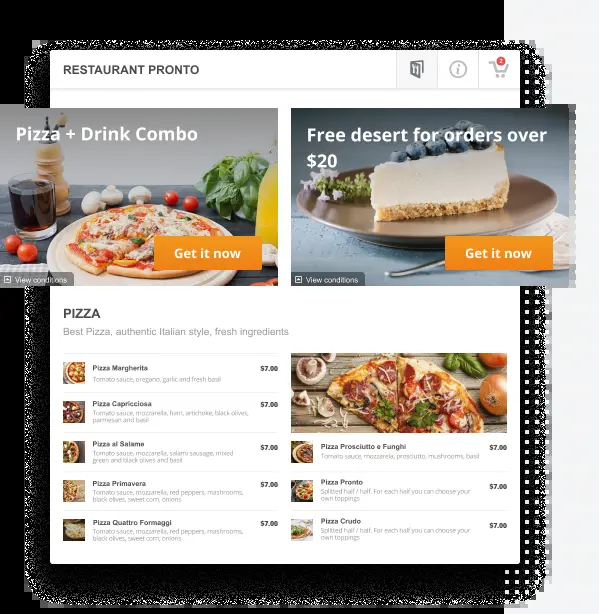 RESTAURANT PRONTO
2
Pizza + Drink Combo
Get it now
View conditions
Free desert for orders over
$20
Get it now
View conditions
PIZZA
Best Pizza, authentic Italian style, fresh ingredients
Pizza Margherita $7.00
Tomato sauce, oregano, garlic and fresh basil
Pizza Capricciosa $7.00
Tomato sauce, mozzarella, ham, artichoke, black olives,
parmesan and basil
Pizza al Salame $7.00
Tomato sauce, mozzarella, salami sausage, mixed
green and black olives and basil
Pizza Primavera $7.00
Tomato sauce, mozzarella, red peppers, mashrooms,
black olives, sweet corn, onions
Pizza Quattro Formaggi $7.00
Tomato sauce, mozzarella, red peppers, mashrooms,
black olives, sweet corn, onions
Pizza Prosciutto e Funghi $7.00
Tomato sauce, mozzarela, prosciutto, mushrooms, basil
Pizza Pronto $7.00
Splitted half / half. For each half you can choose your
own toppings
Pizza Crudo $7.00
Splitted half / half. For each half you can choose your
own toppings